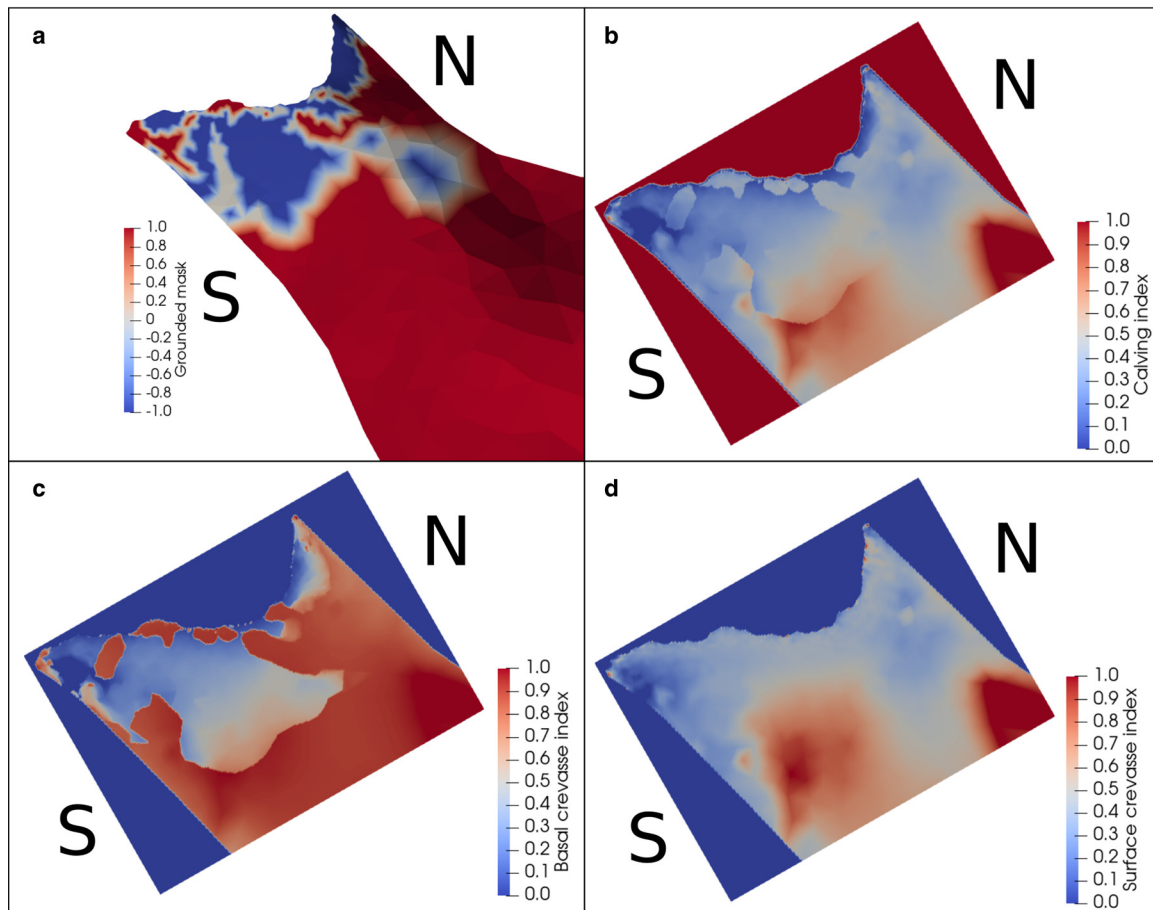 a
N
S
1.0
0.8
0.6
0.4
0.2
0
-0.2
-0.4
-0.6
-0.8
-1.0
Grounded mask
b
N
S
1.0
0.9
0.8
0.7
0.6
0.5
0.4
0.3
0.2
0.1
0.0
Calving index
c
N
S
1.0
0.9
0.8
0.7
0.6
0.5
0.4
0.3
0.2
0.1
0.0
Basal crevasse index
d
N
S
1.0
0.9
0.8
0.7
0.6
0.5
0.4
0.3
0.2
0.1
0.0
Surface crevasse index